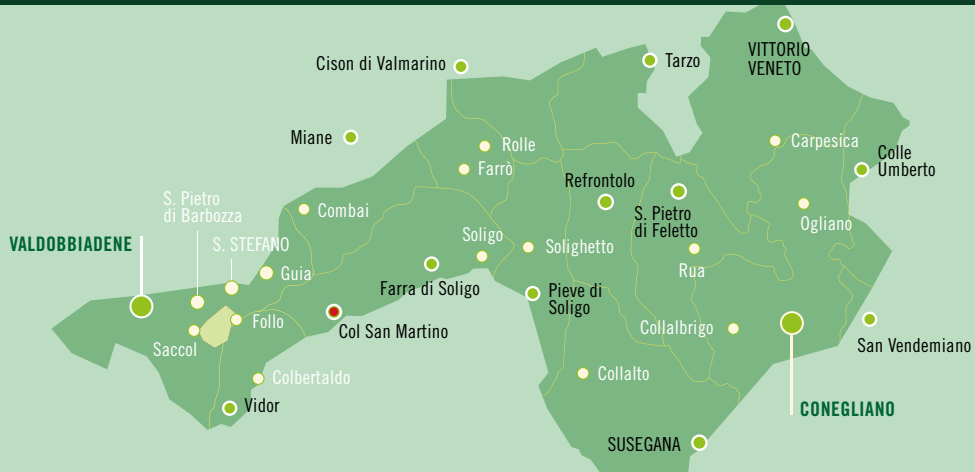 VITTORIO
VENETO
Tarzo
Cison di Valmarino
Miane
Rolle
Farrò
Carpesica
Colle
Umberto
Refrontolo
S. Pietro
di Feletto
S. Pietro
di Barbozza
Combai
Ogliano
VALDOBBIADENE
S. STEFANO
Soligo
Solighetto
Guia
Rua
Farra di Soligo
Pieve di
Soligo
Follo
Col San Martino
Collalbrigo
Saccol
San Vendemiano
Colbertaldo
Collalto
Vidor
CONEGLIANO
SUSEGANA